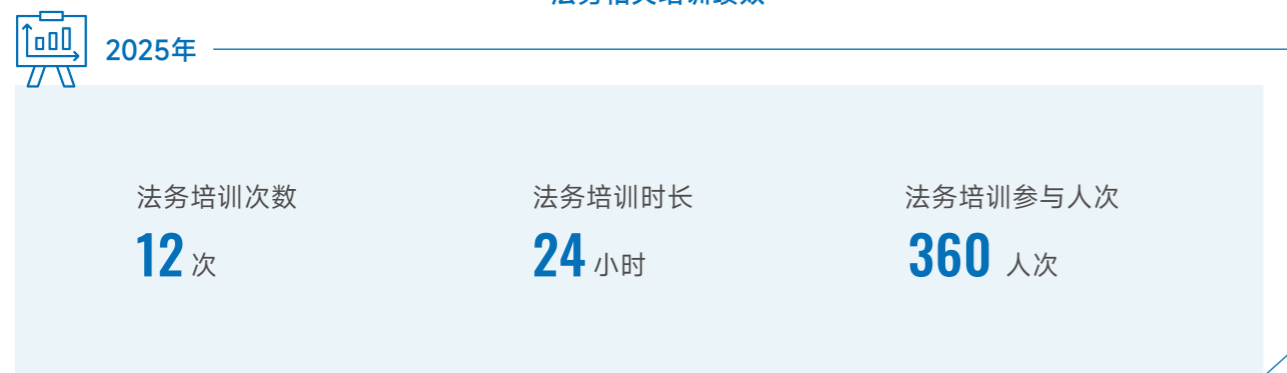 2025年
法务培训次数
12 次
法务培训时长
24 小时
法务培训参与人次
360 人次